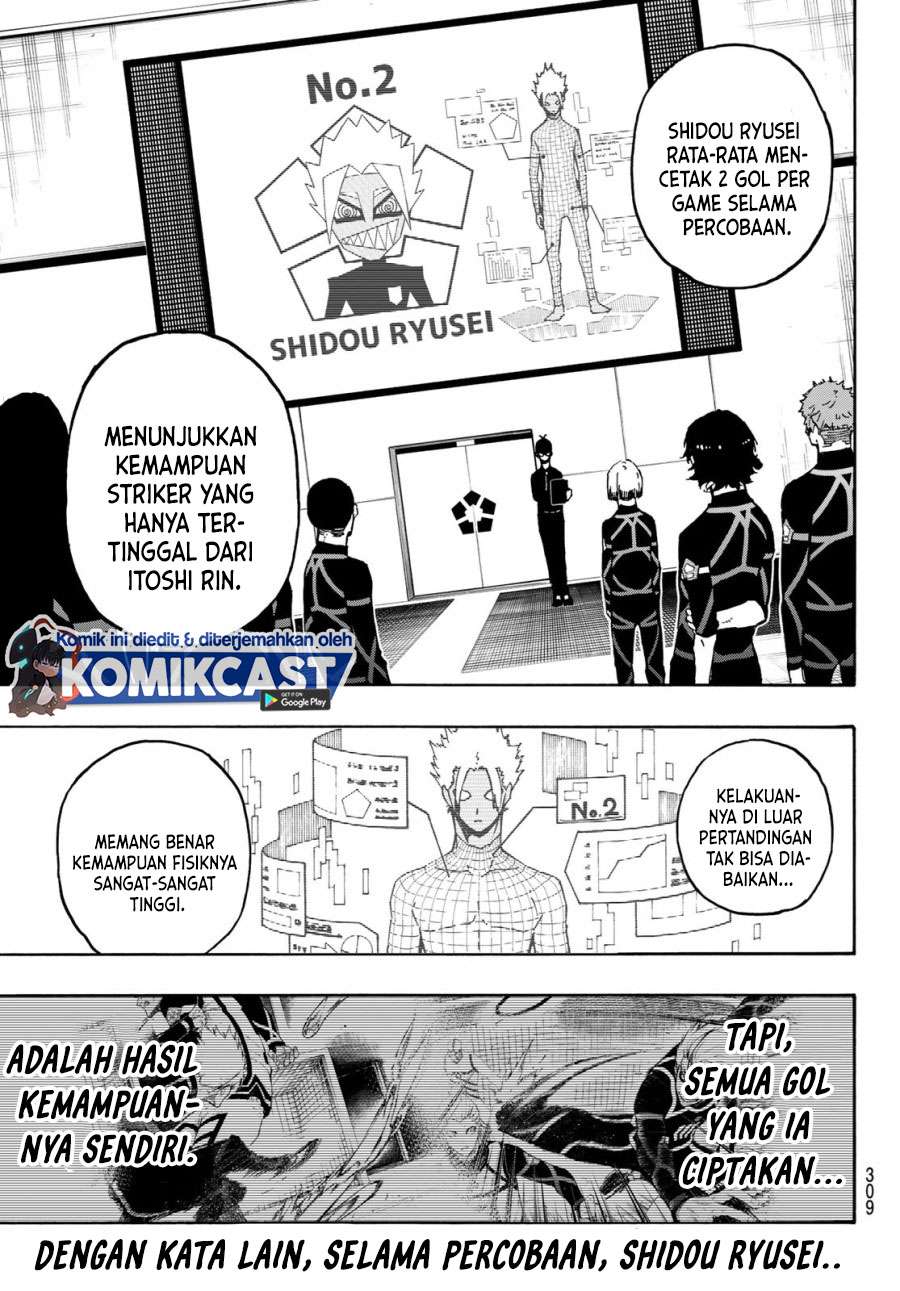 No.2
SHIDOU RYUSEI
SHIDOU RYUSEI
RATA-RATA MEN-
CETAK 2 GOL PER
GAME SELAMA
PERCOBAAN.
MENUNJUKKAN
KEMAMPUAN
STRIKER YANG
HANYA TER-
TINGGAL DARI
ITOSHI RIN.
Komik ini diedit & diterjemahkan oleh
KOMIKCAST
GET IT ON
Google Play
No.2
KELAKUAN-
NYA DI LUAR
PERTANDINGAN
TAK BISA DIA-
BAIKAN...
MEMANG BENAR
KEMAMPUAN FISIKNYA
SANGAT-SANGAT
TINGGI.
TAPI,
SEMUA GOL
YANG IA
CIPTAKAN...
ADALAH HASIL
KEMAMPUAN-
NYA SENDIRI.
309
DENGAN KATA LAIN, SELAMA PERCOBAAN, SHIDOU RYUSEI..